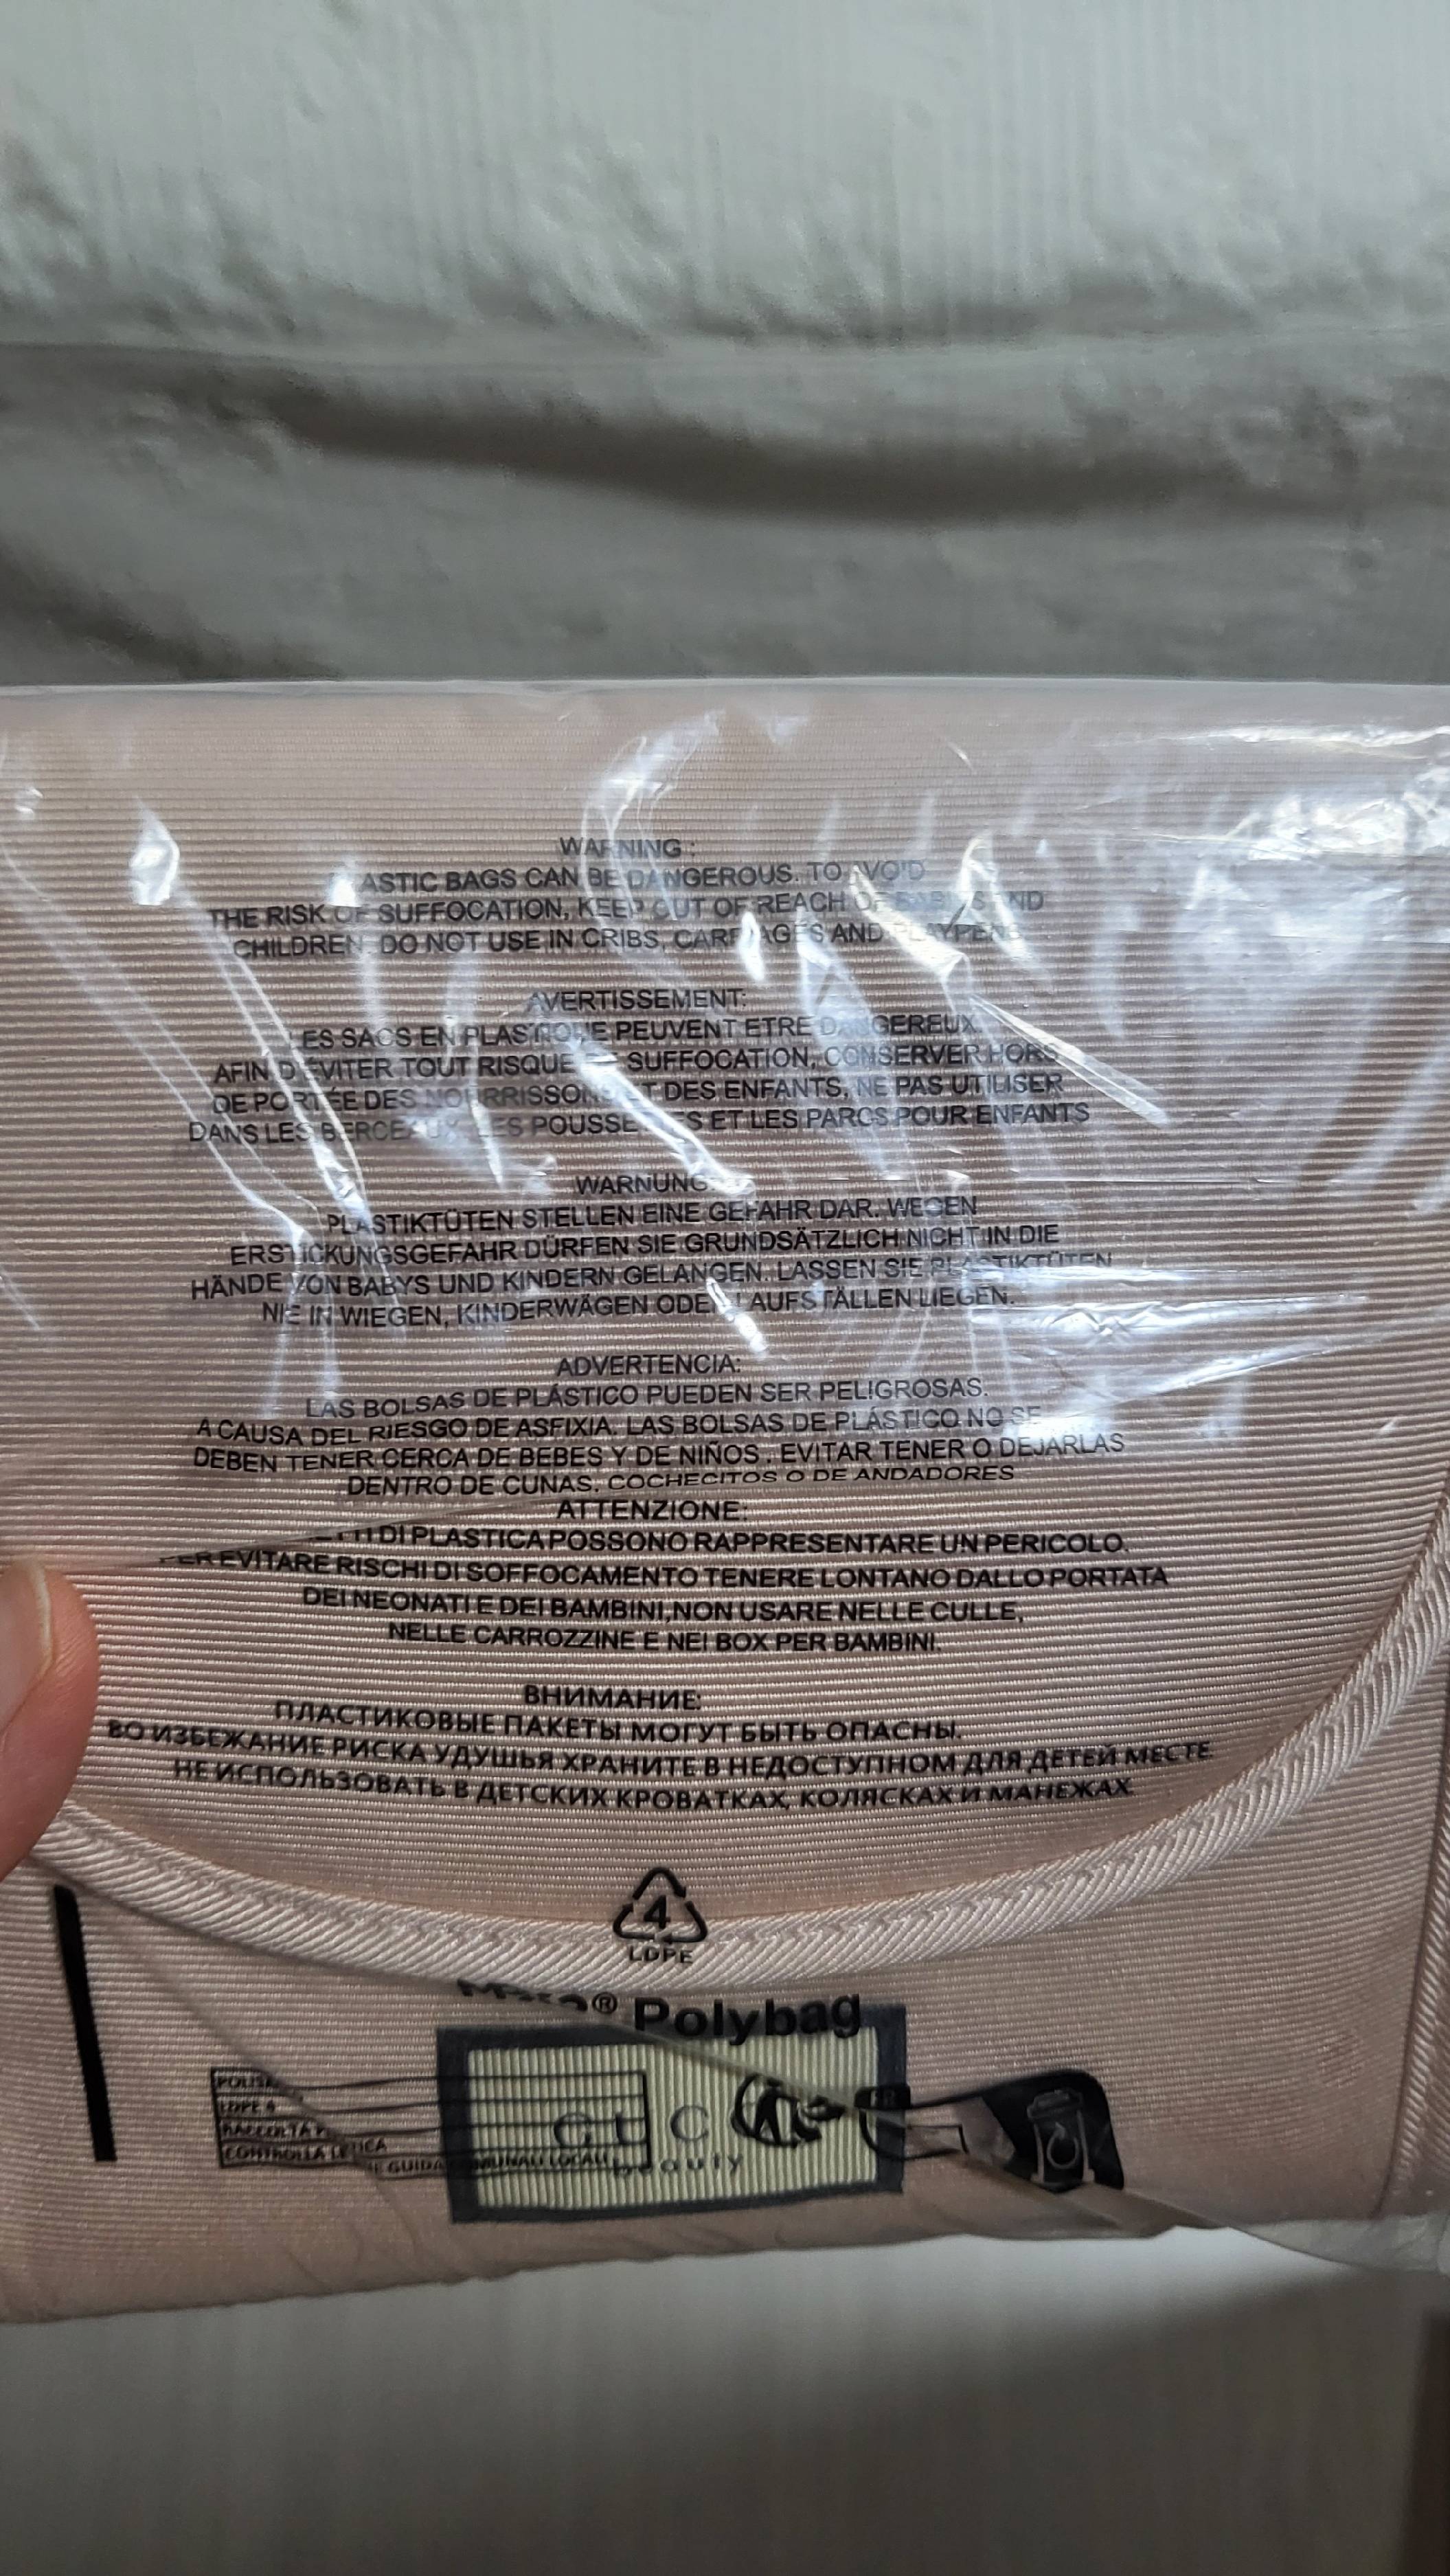 WARNING :
PLASTIC BAGS CAN BE DANGEROUS. TO AVOID
THE RISK OF SUFFOCATION, KEEP OUT OF REACH OF BABIES AND
CHILDREN. DO NOT USE IN CRIBS, CARRIAGES AND PLAYPENS
AVERTISSEMENT:
LES SACS EN PLASTIQUE PEUVENT ETRE DANGEREUX.
AFIN D'ÉVITER TOUT RISQUE DE SUFFOCATION, CONSERVER HORS
DE PORTÉE DES NOURRISSONS ET DES ENFANTS, NE PAS UTILISER
DANS LES BERCEAUX, LES POUSSETTES ET LES PARCS POUR ENFANTS
WARNUNG:
PLASTIKTÜTEN STELLEN EINE GEFAHR DAR. WEGEN
ERSTICKUNGSGEFAHR DÜRFEN SIE GRUNDSÄTZLICH NICHT IN DIE
HÄNDE VON BABYS UND KINDERN GELANGEN. LASSEN SIE PLASTIKTÜTEN
NIE IN WIEGEN, KINDERWÄGEN ODER LAUFSTÄLLEN LIEGEN.
ADVERTENCIA:
LAS BOLSAS DE PLÁSTICO PUEDEN SER PELIGROSAS.
A CAUSA DEL RIESGO DE ASFIXIA. LAS BOLSAS DE PLÁSTICO NO SE
DEBEN TENER CERCA DE BEBES Y DE NIÑOS . EVITAR TENER O DEJARLAS
DENTRO DE CUNAS, COCHECITOS O DE ANDADORES
ATTENZIONE:
DI PLASTICA POSSONO RAPPRESENTARE UN PERICOLO.
PER EVITARE RISCHI DI SOFFOCAMENTO TENERE LONTANO DALLO PORTATA
DEI NEONATI E DEI BAMBINI,NON USARE NELLE CULLE,
NELLE CARROZZINE E NEI BOX PER BAMBINI.
ВНИМАНИЕ:
ПЛАСТИКОВЫЕ ПАКЕТЫ МОГУТ БЫТЬ ОПАСНЫ.
ВО ИЗБЕЖАНИЕ РИСКА УДУШЬЯ ХРАНИТЕ В НЕДОСТУПНОМ ДЛЯ ДЕТЕЙ МЕСТЕ.
НЕ ИСПОЛЬЗОВАТЬ В ДЕТСКИХ КРОВАТКАХ, КОЛЯСКАХ И МАНЕЖАХ.
4
LDPE
® Polybag
LDPE 4
RACCOLTA
CONTROLLA
GUIDA COMUNALI LOCALI
beauty